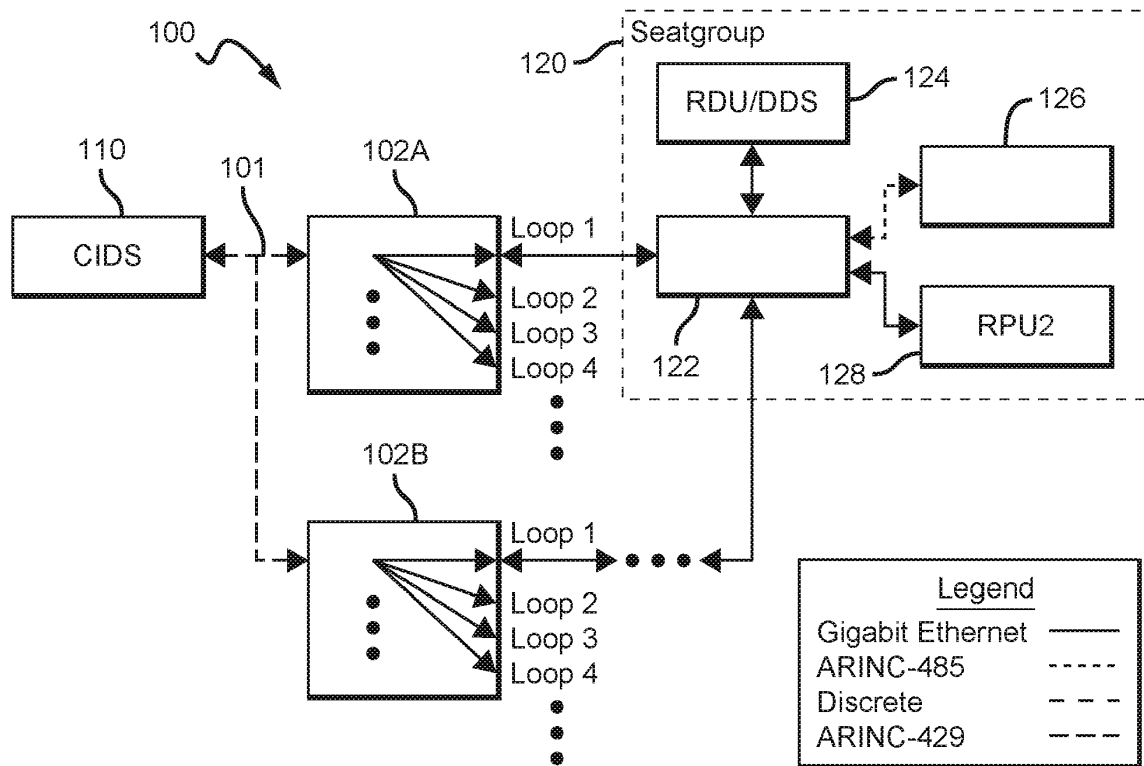 100
Seatgroup
120
RDU/DDS
124
126
110
101
102A
CIDS
Loop 1
Loop 2
Loop 3
Loop 4
122
RPU2
128
102B
Loop 1
Loop 2
Loop 3
Loop 4
Legend
Gigabit Ethernet
ARINC-485
Discrete
ARINC-429